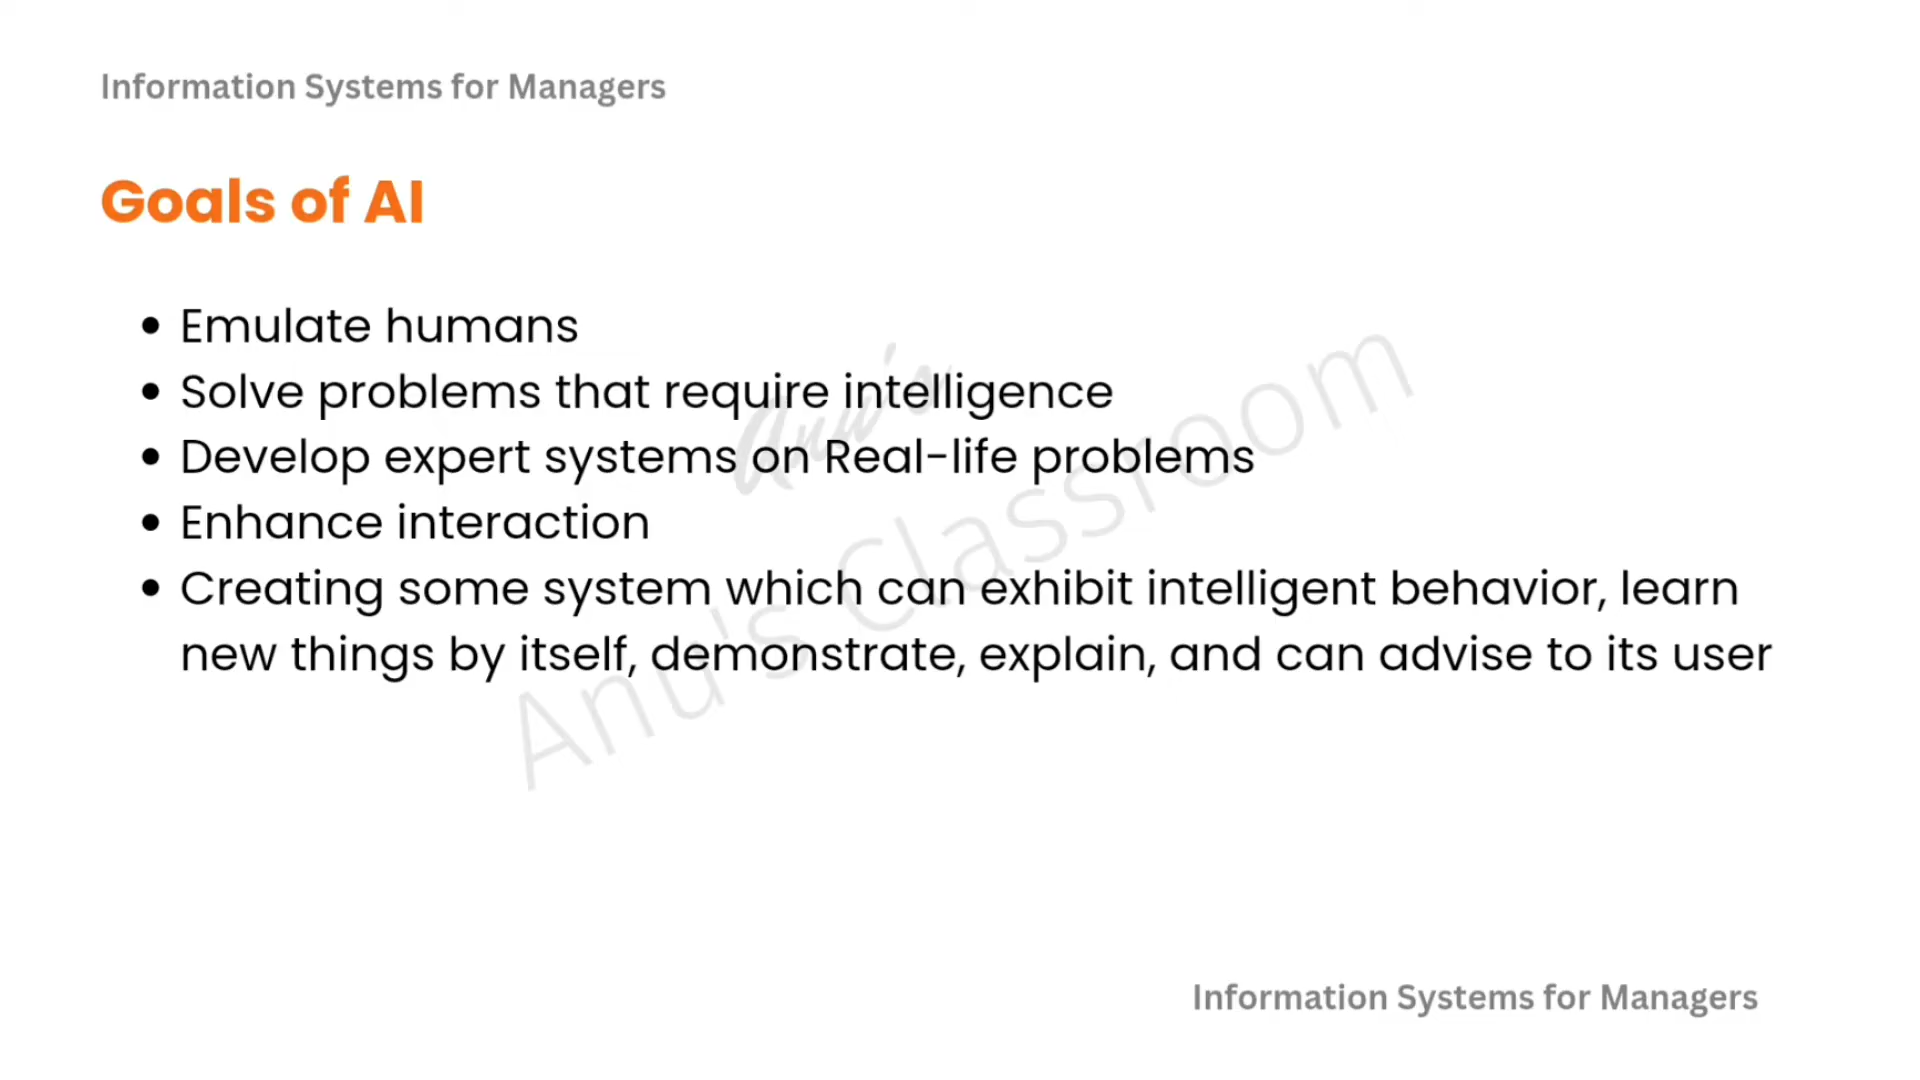 Information Systems for Managers
Goals of AI
• Emulate humans
• Solve problems that require intelligence
• Develop expert systems on Real-life problems
• Enhance interaction
• Creating some system which can exhibit intelligent behavior, learn
new things by itself, demonstrate, explain, and can advise to its user
Anu's
Anu's Classroom
Information Systems for Managers